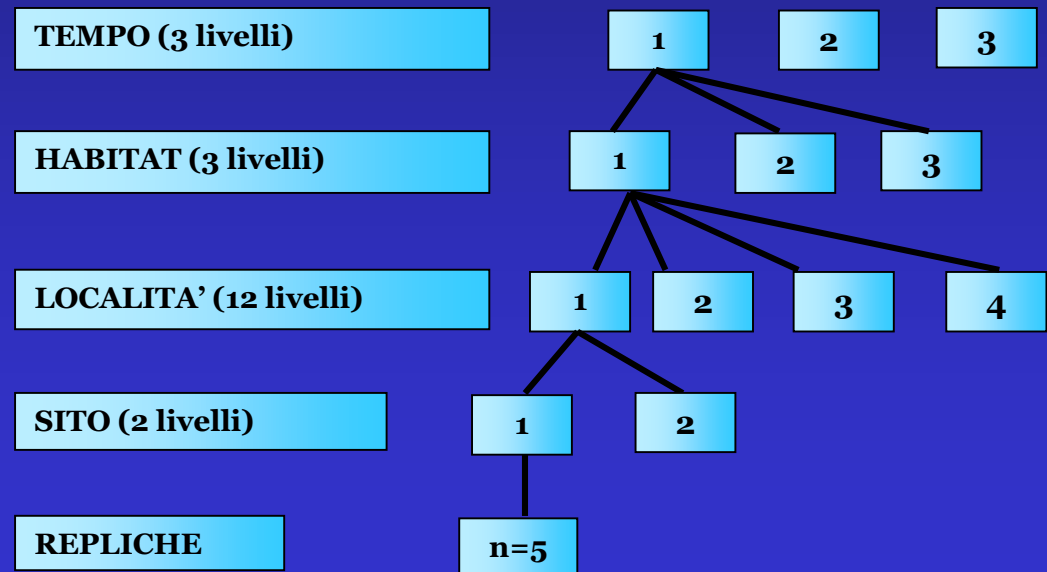 TEMPO (3 livelli) 1 2 3
HABITAT (3 livelli) 1 2 3
LOCALITA’ (12 livelli) 1 2 3 4
SITO (2 livelli) 1 2
REPLICHE n=5